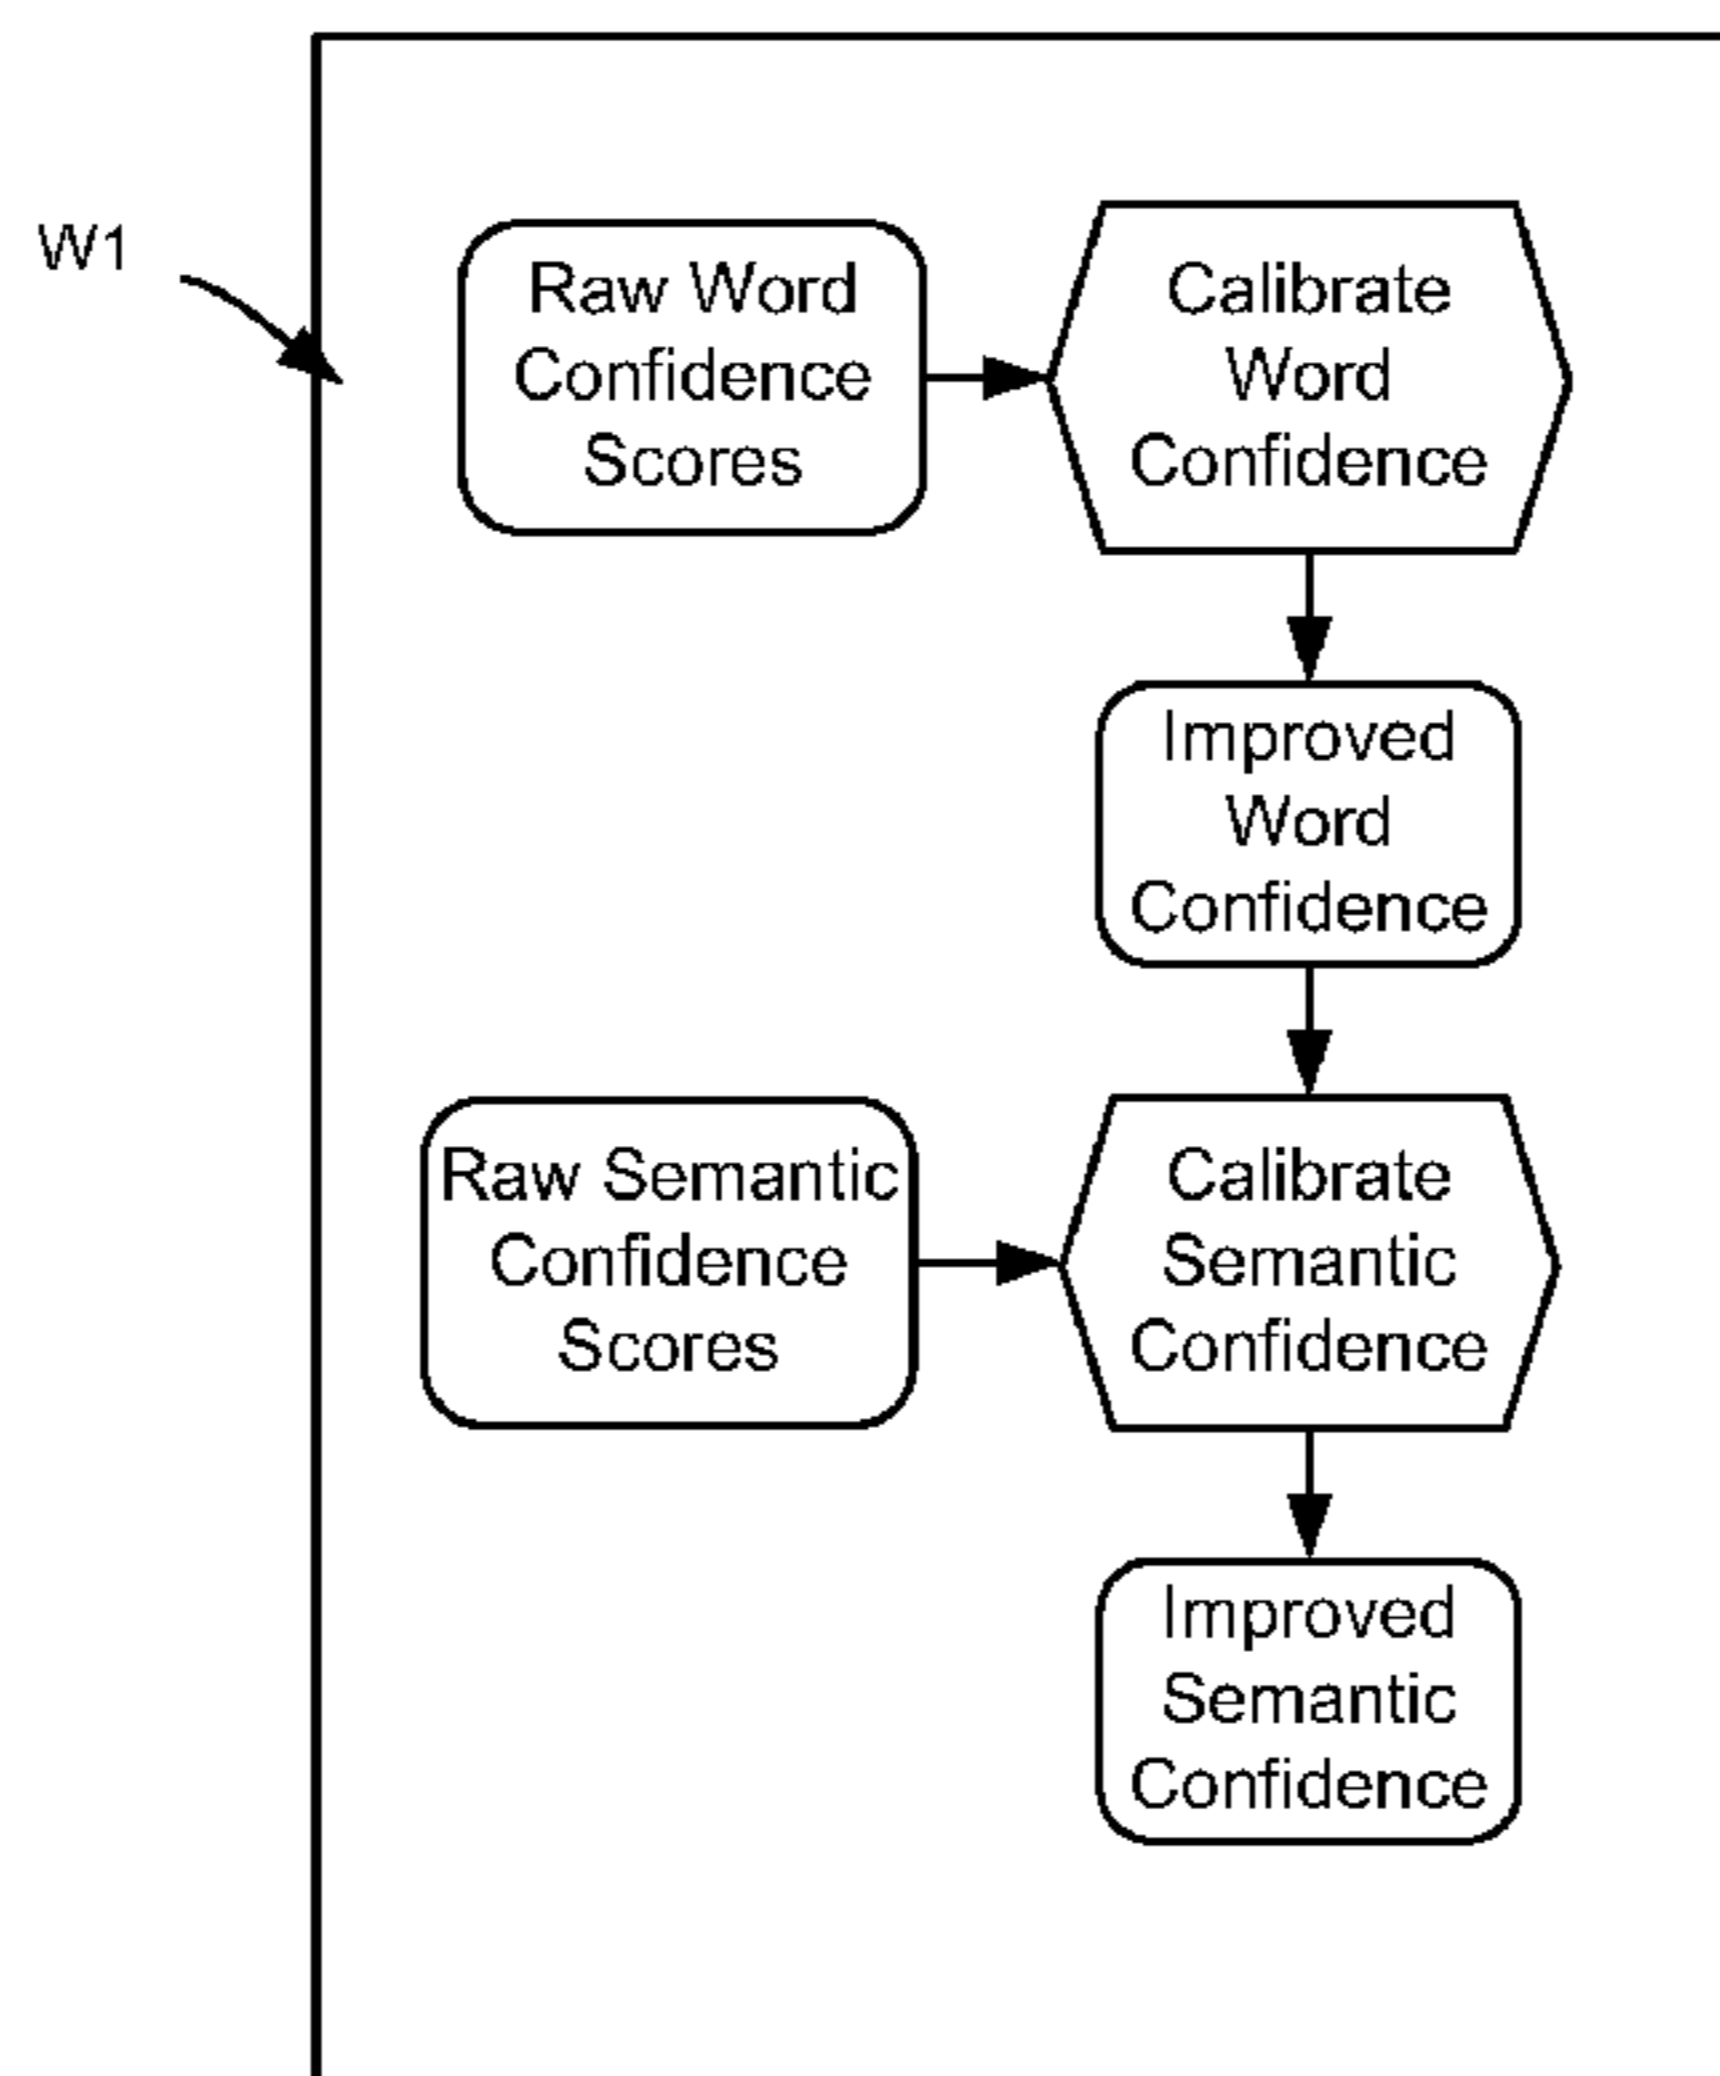 W1
Raw Word
Confidence
Scores
Calibrate
Word
Confidence
Improved
Word
Confidence
Raw Semantic
Confidence
Scores
Calibrate
Semantic
Confidence
Improved
Semantic
Confidence